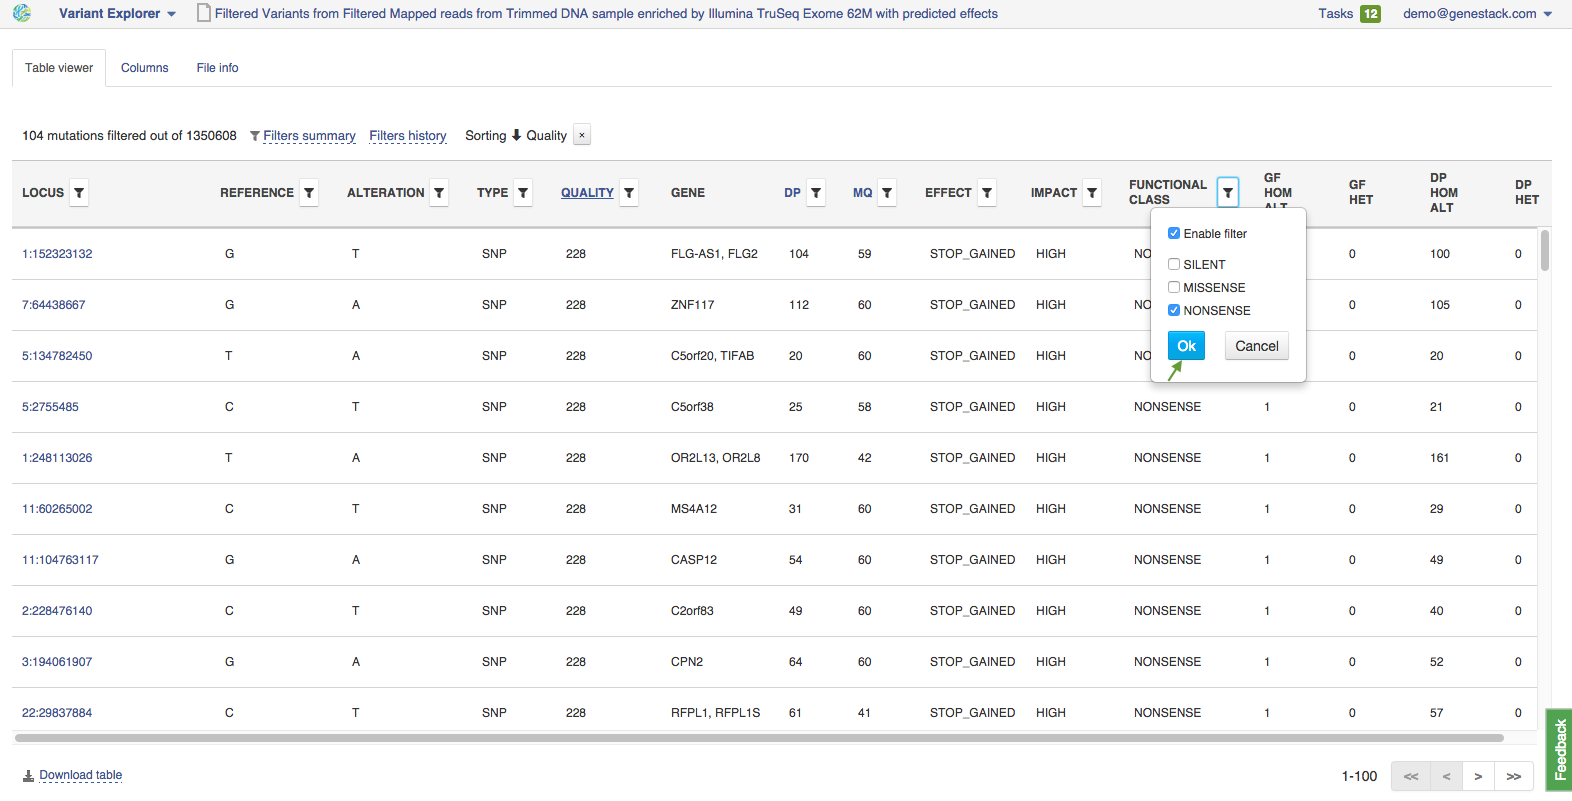 Variant Explorer Filtered Variants from Filtered Mapped reads from Trimmed DNA sample enriched by Illumina TruSeq Exome 62M with predicted effects Tasks 12 demo@genestack.com
Table viewer Columns File info
104 mutations filtered out of 1350608 Filters summary Filters history Sorting Quality ×
LOCUS REFERENCE ALTERATION TYPE QUALITY GENE DP MQ EFFECT IMPACT FUNCTIONAL CLASS GF HOM ALT GF HET DP HOM ALT DP HET
1:152323132 G T SNP 228 FLG-AS1, FLG2 104 59 STOP_GAINED HIGH NO 0 100 0
7:64438667 G A SNP 228 ZNF117 112 60 STOP_GAINED HIGH NO 0 105 0
5:134782450 T A SNP 228 C5orf20, TIFAB 20 60 STOP_GAINED HIGH NO 0 20 0
Enable filter
SILENT
MISSENSE
NONSENSE
Ok Cancel
5:2755485 C T SNP 228 C5orf38 25 58 STOP_GAINED HIGH NONSENSE 1 0 21 0
1:248113026 T A SNP 228 OR2L13, OR2L8 170 42 STOP_GAINED HIGH NONSENSE 1 0 161 0
11:60265002 C T SNP 228 MS4A12 31 60 STOP_GAINED HIGH NONSENSE 1 0 29 0
11:104763117 G A SNP 228 CASP12 54 60 STOP_GAINED HIGH NONSENSE 1 0 49 0
2:228476140 C T SNP 228 C2orf83 49 60 STOP_GAINED HIGH NONSENSE 1 0 40 0
3:194061907 G A SNP 228 CPN2 64 60 STOP_GAINED HIGH NONSENSE 1 0 52 0
22:29837884 C T SNP 228 RFPL1, RFPL1S 61 41 STOP_GAINED HIGH NONSENSE 1 0 57 0
Download table 1-100 << < > >>
Feedback